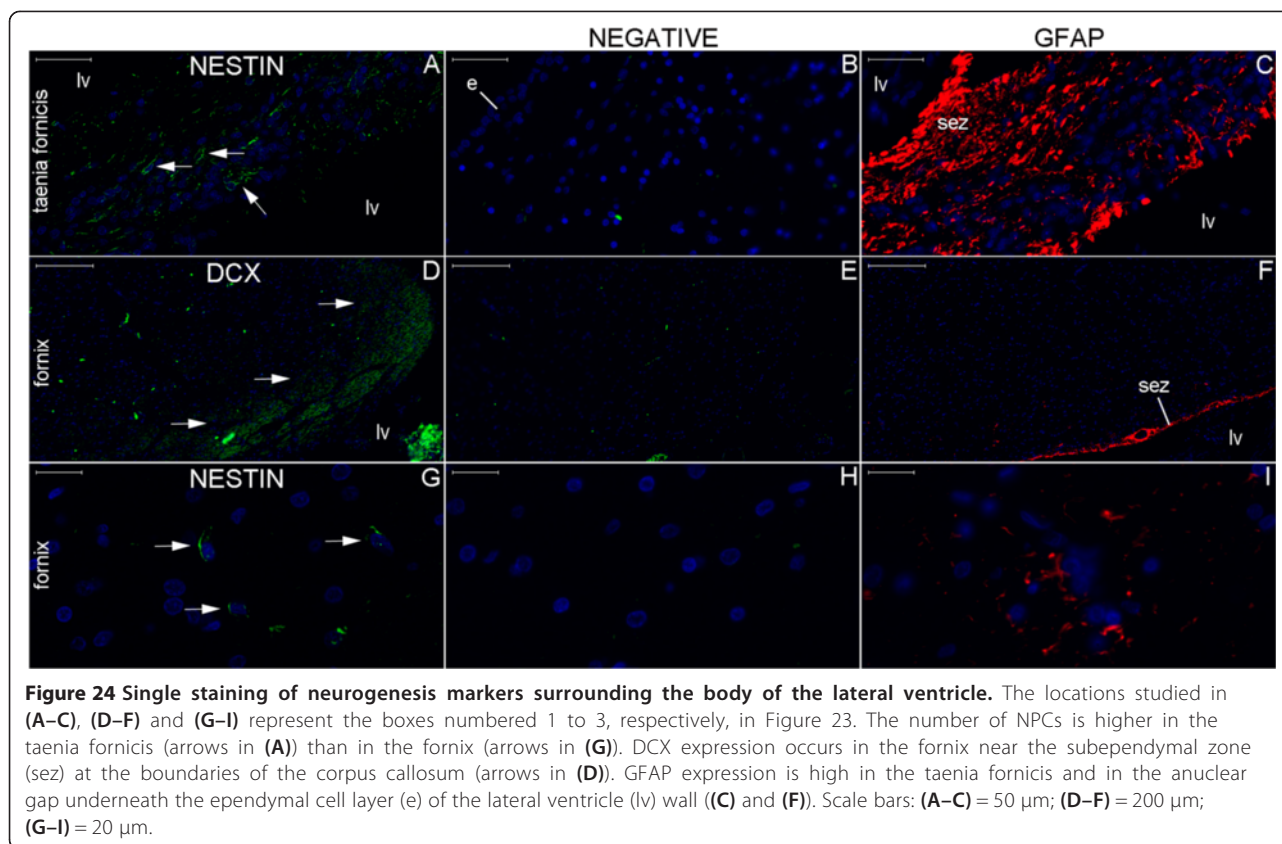 NEGATIVE
GFAP
taenia fornicis
lv
NESTIN
A
lv
e
B
lv
sez
C
lv
fornix
DCX
D
lv
E
F
sez
lv
fornix
NESTIN
G
H
I
Figure 24 Single staining of neurogenesis markers surrounding the body of the lateral ventricle. The locations studied in
(A–C), (D–F) and (G–I) represent the boxes numbered 1 to 3, respectively, in Figure 23. The number of NPCs is higher in the
taenia fornicis (arrows in (A)) than in the fornix (arrows in (G)). DCX expression occurs in the fornix near the subependymal zone
(sez) at the boundaries of the corpus callosum (arrows in (D)). GFAP expression is high in the taenia fornicis and in the anuclear
gap underneath the ependymal cell layer (e) of the lateral ventricle (lv) wall ((C) and (F)). Scale bars: (A–C) = 50 μm; (D–F) = 200 μm;
(G–I) = 20 μm.